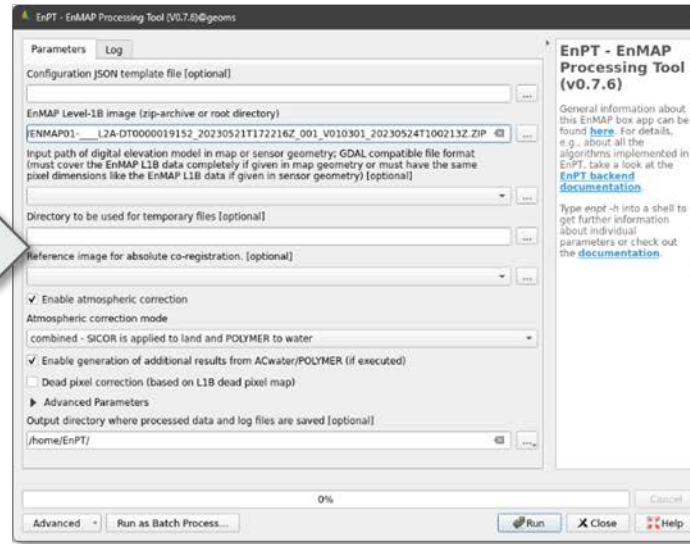 EnPT - EnMAP Processing Tool (V0.7.6)@geoms
Parameters
Log
Configuration JSON template file [optional]
...
EnMAP Level-1B image (zip-archive or root directory)
/ENMAP01-____L2A-DT0000019152_20230521T172216Z_001_V010301_20230524T100213Z.ZIP
...
Input path of digital elevation model in map or sensor geometry; GDAL compatible file format
(must cover the EnMAP L1B data completely if given in map geometry or must have the same
pixel dimensions like the EnMAP L1B data if given in sensor geometry) [optional]
...
Directory to be used for temporary files [optional]
...
Reference image for absolute co-registration. [optional]
...
Enable atmospheric correction
Atmospheric correction mode
combined - SICOR is applied to land and POLYMER to water
Enable generation of additional results from ACwater/POLYMER (if executed)
Dead pixel correction (based on L1B dead pixel map)
Advanced Parameters
Output directory where processed data and log files are saved [optional]
/home/EnPT/
...
0%
Cancel
Advanced
Run as Batch Process...
Run
Close
Help
EnPT - EnMAP
Processing Tool
(v0.7.6)
General information about
this EnMAP box app can be
found here. For details,
e.g., about all the
algorithms implemented in
EnPT, take a look at the
EnPT backend
documentation.
Type enpt -h into a shell to
get further information
about individual
parameters or check out
the documentation.